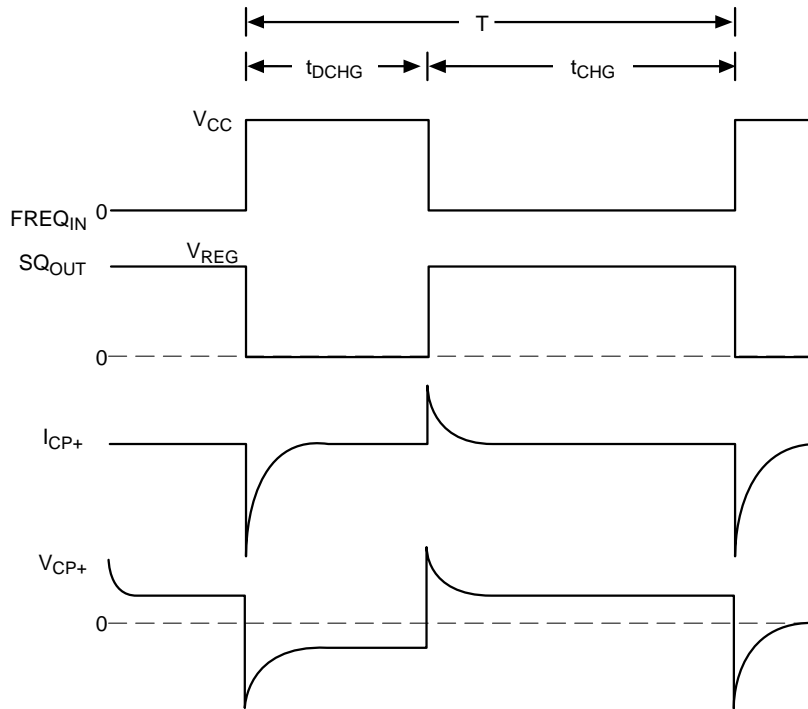 T
tDCHG
tCHG
VCC
FREQIN 0
VREG
SQOUT
0
ICP+
VCP+
0